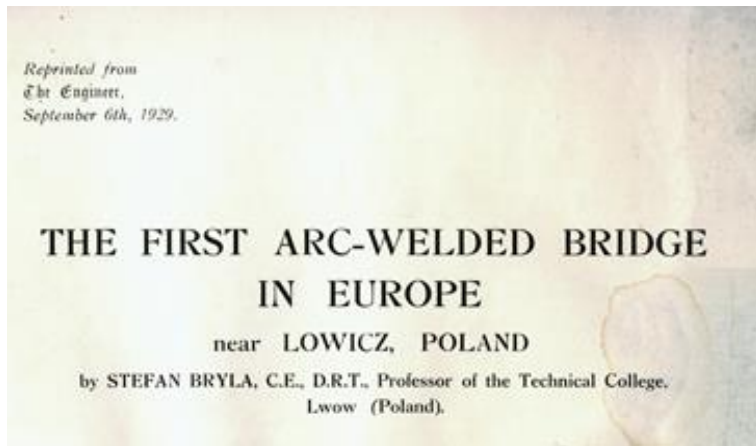 Reprinted from
The Engineer,
September 6th, 1929.
THE FIRST ARC-WELDED BRIDGE
IN EUROPE
near LOWICZ, POLAND
by STEFAN BRYLA, C.E., D.R.T., Professor of the Technical College,
Lwow (Poland).